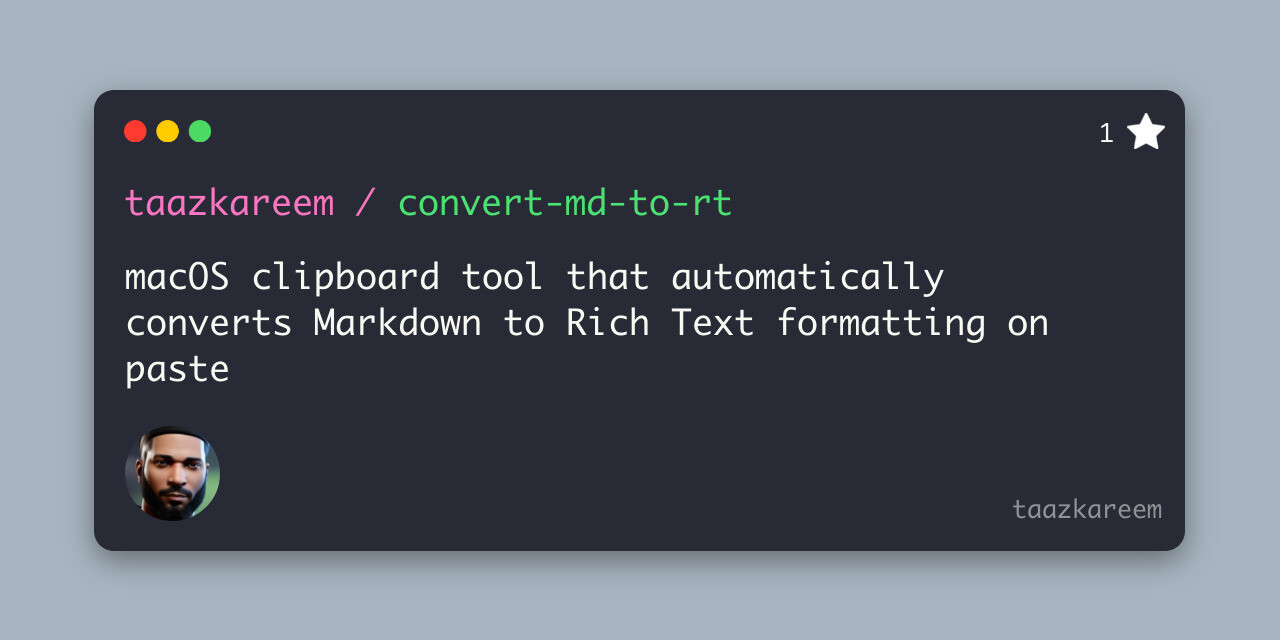 1
taazkareem / convert-md-to-rt
macOS clipboard tool that automatically
converts Markdown to Rich Text formatting on
paste
taazkareem